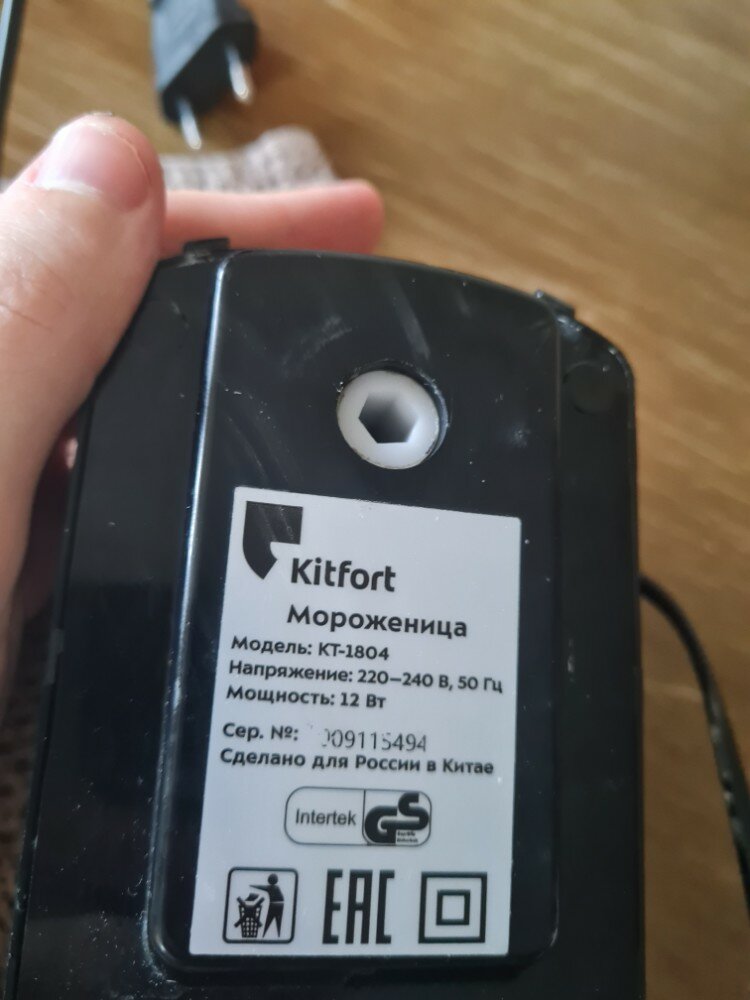 Kitfort
Мороженица
Модель: КТ-1804
Напряжение: 220–240 В, 50 Гц
Мощность: 12 Вт
Сер. №: 009115494
Сделано для России в Китае
Intertek GS
EAC